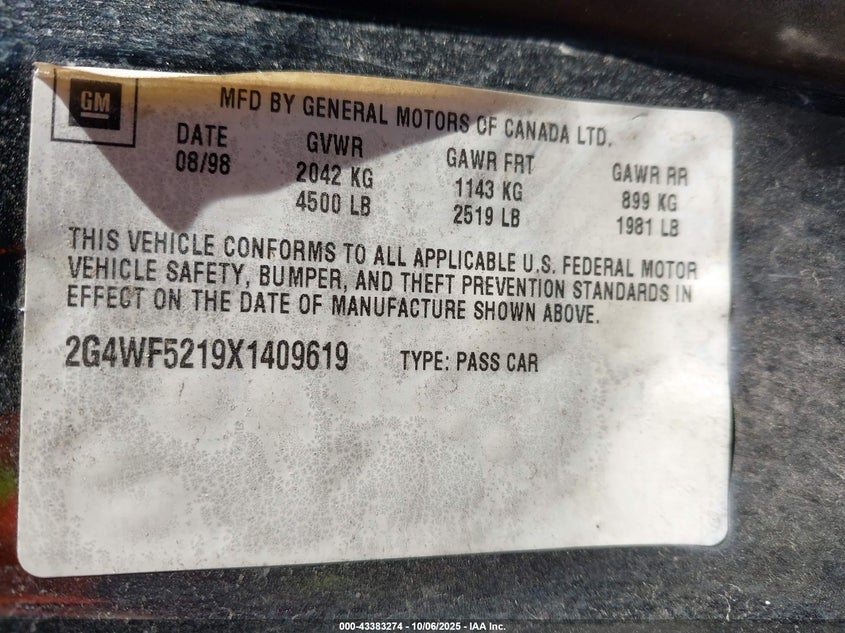 GM
MFD BY GENERAL MOTORS OF CANADA LTD.
DATE GVWR GAWR FRT GAWR RR
08/98 2042 KG 1143 KG 899 KG
4500 LB 2519 LB 1981 LB
THIS VEHICLE CONFORMS TO ALL APPLICABLE U.S. FEDERAL MOTOR
VEHICLE SAFETY, BUMPER, AND THEFT PREVENTION STANDARDS IN
EFFECT ON THE DATE OF MANUFACTURE SHOWN ABOVE.
2G4WF5219X1409619 TYPE: PASS CAR
000-43383274 - 10/06/2025 - IAA Inc.